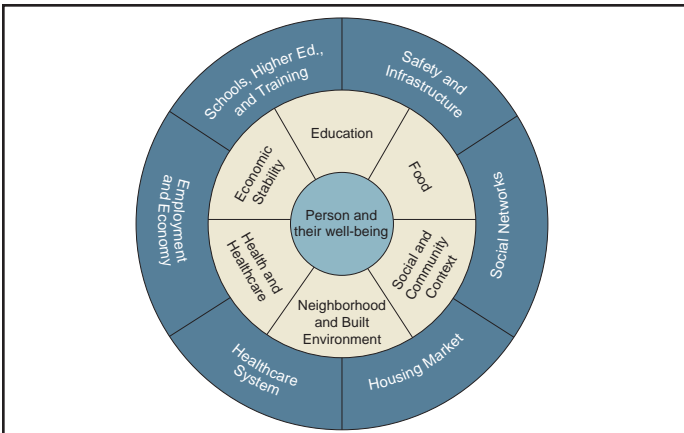 Schools, Higher Ed.,
and Training
Safety and
Infrastructure
Social Networks
Housing Market
Healthcare
System
Employment
and Economy
Education
Food
Social and
Community
Context
Neighborhood
and Built
Environment
Health and
Healthcare
Economic
Stability
Person and
their well-being